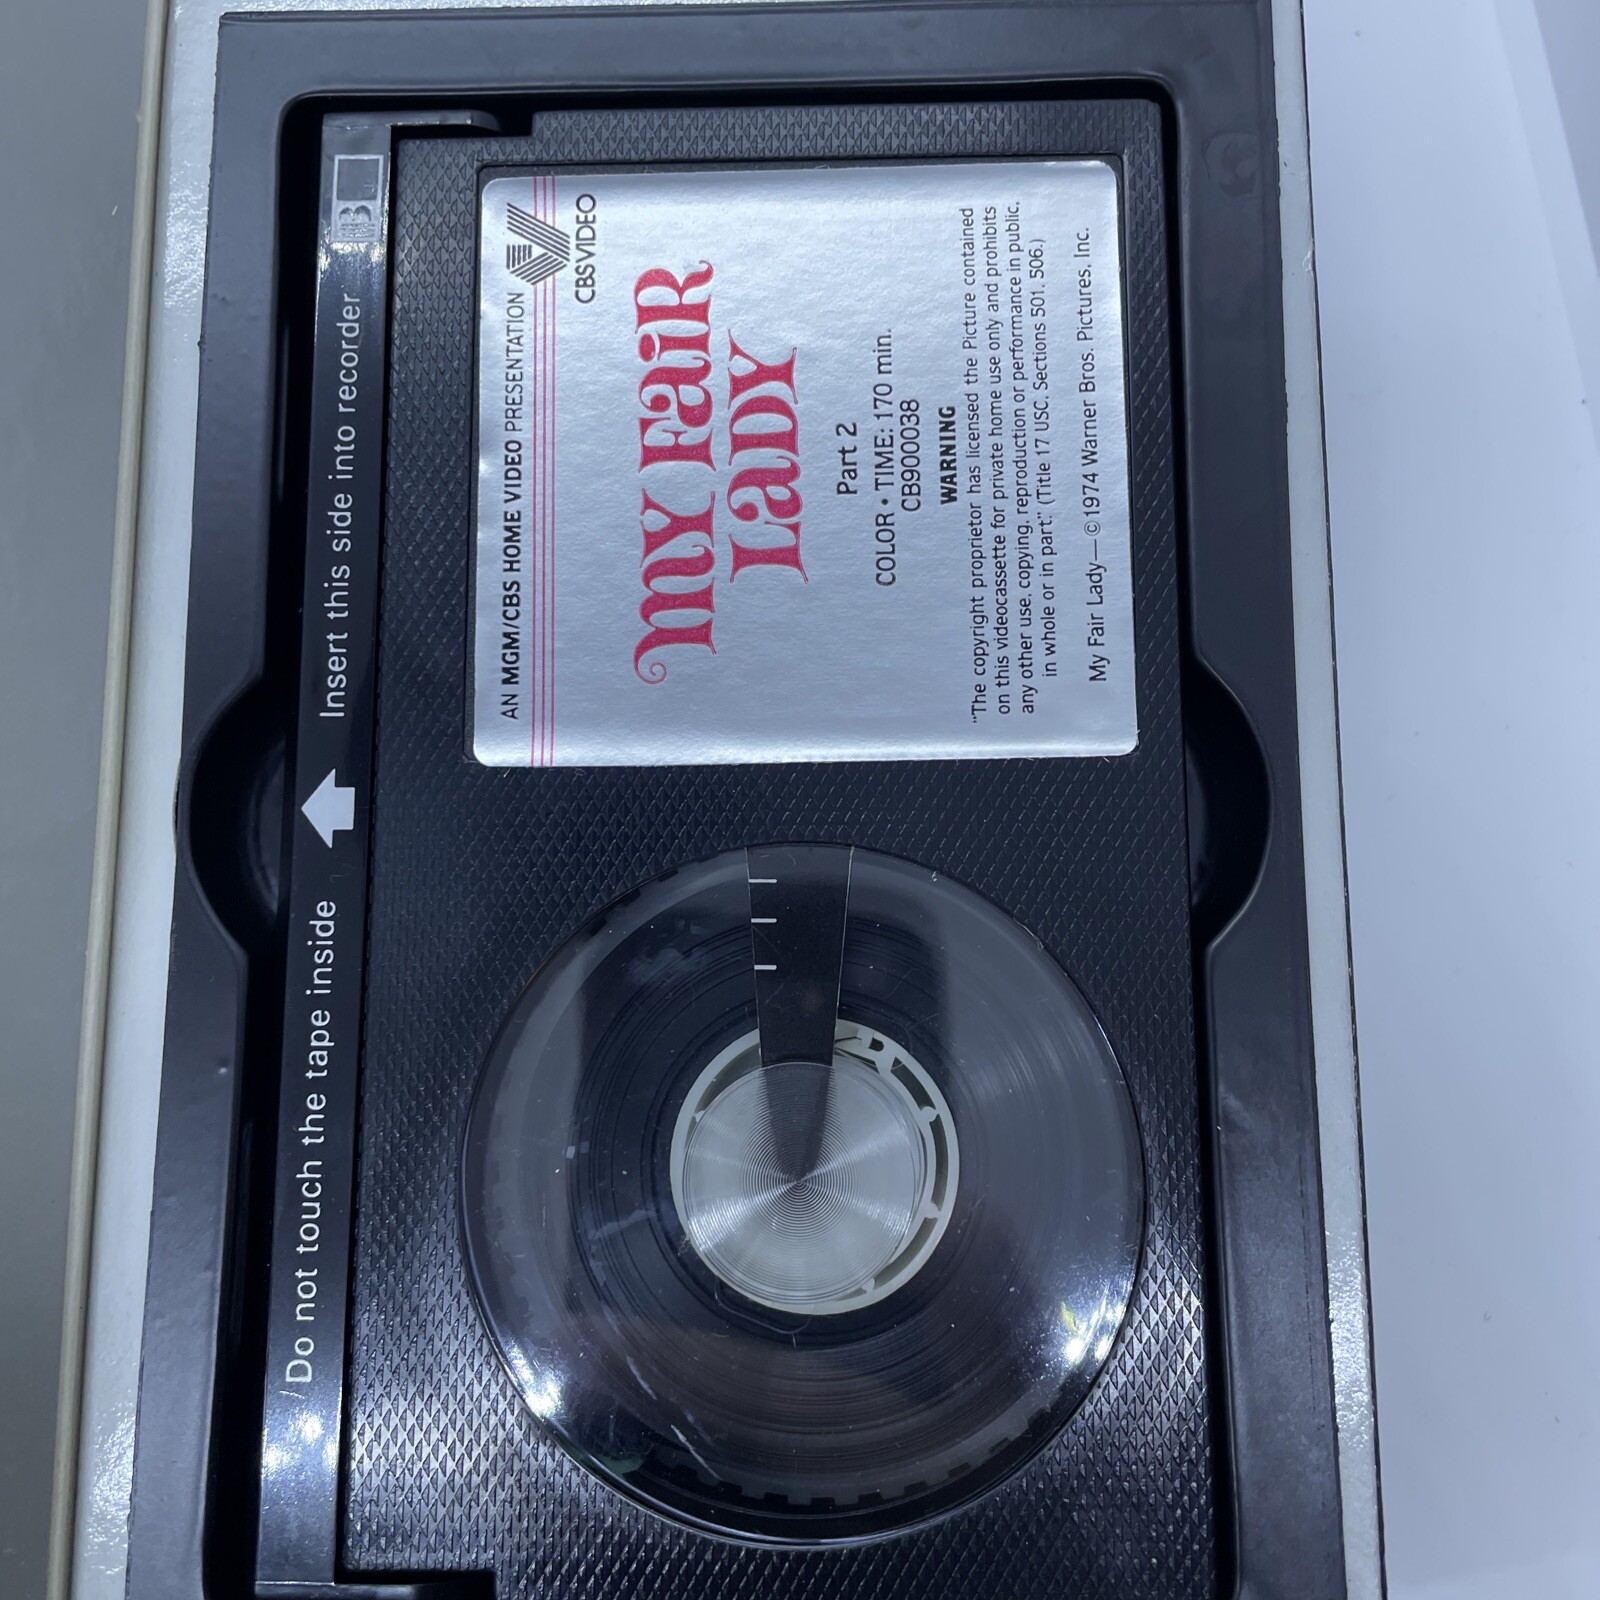 Do not touch the tape inside Insert this side into recorder
AN MGM/CBS HOME VIDEO PRESENTATION
CBS VIDEO
MY FaiR
LaDY
Part 2
COLOR • TIME: 170 min.
CB900038
WARNING
"The copyright proprietor has licensed the Picture contained
on this videocassette for private home use only and prohibits
any other use, copying, reproduction or performance in public,
in whole or in part." (Title 17 USC. Sections 501. 506.)
My Fair Lady—©1974 Warner Bros. Pictures, Inc.